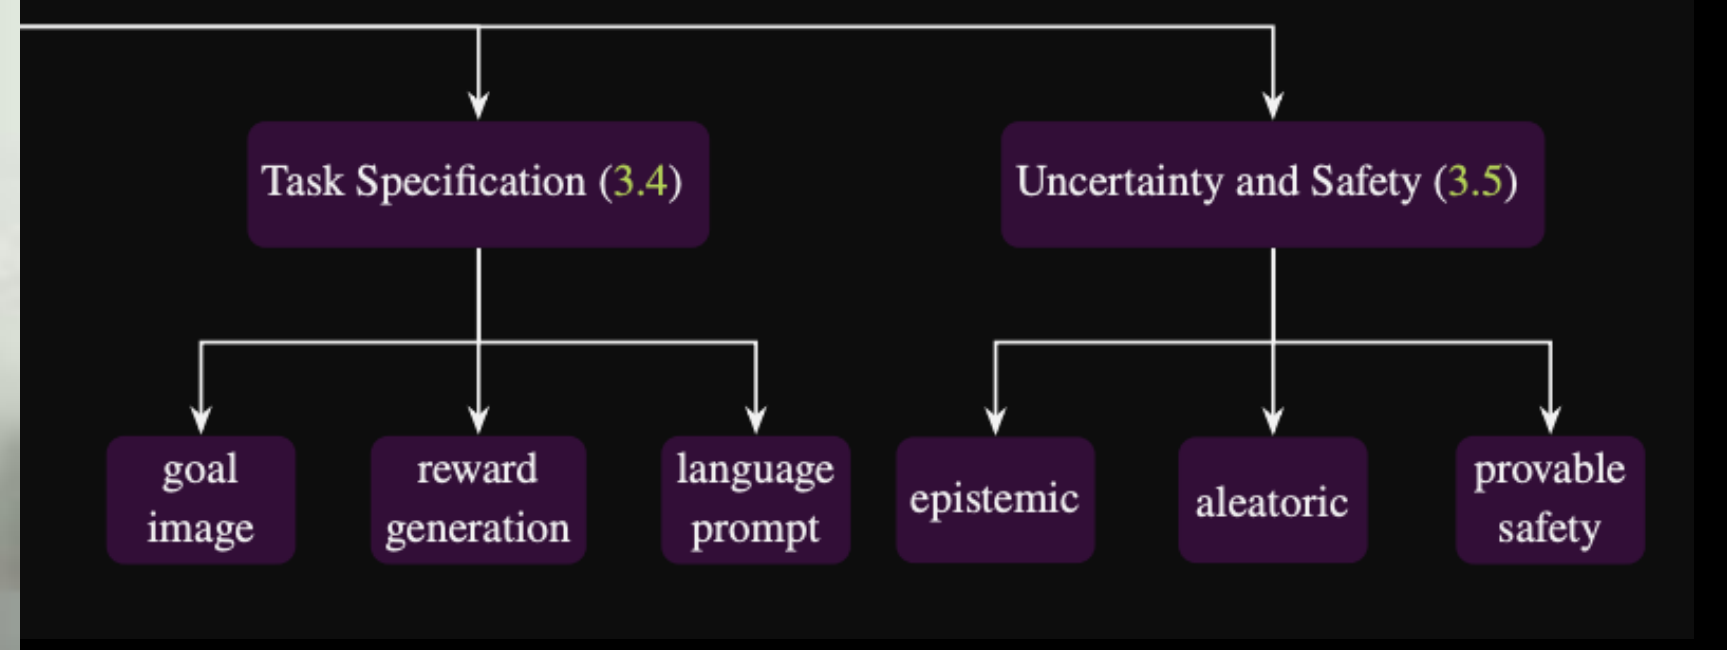 Task Specification (3.4)
Uncertainty and Safety (3.5)
goal
image
reward
generation
language
prompt
epistemic
aleatoric
provable
safety